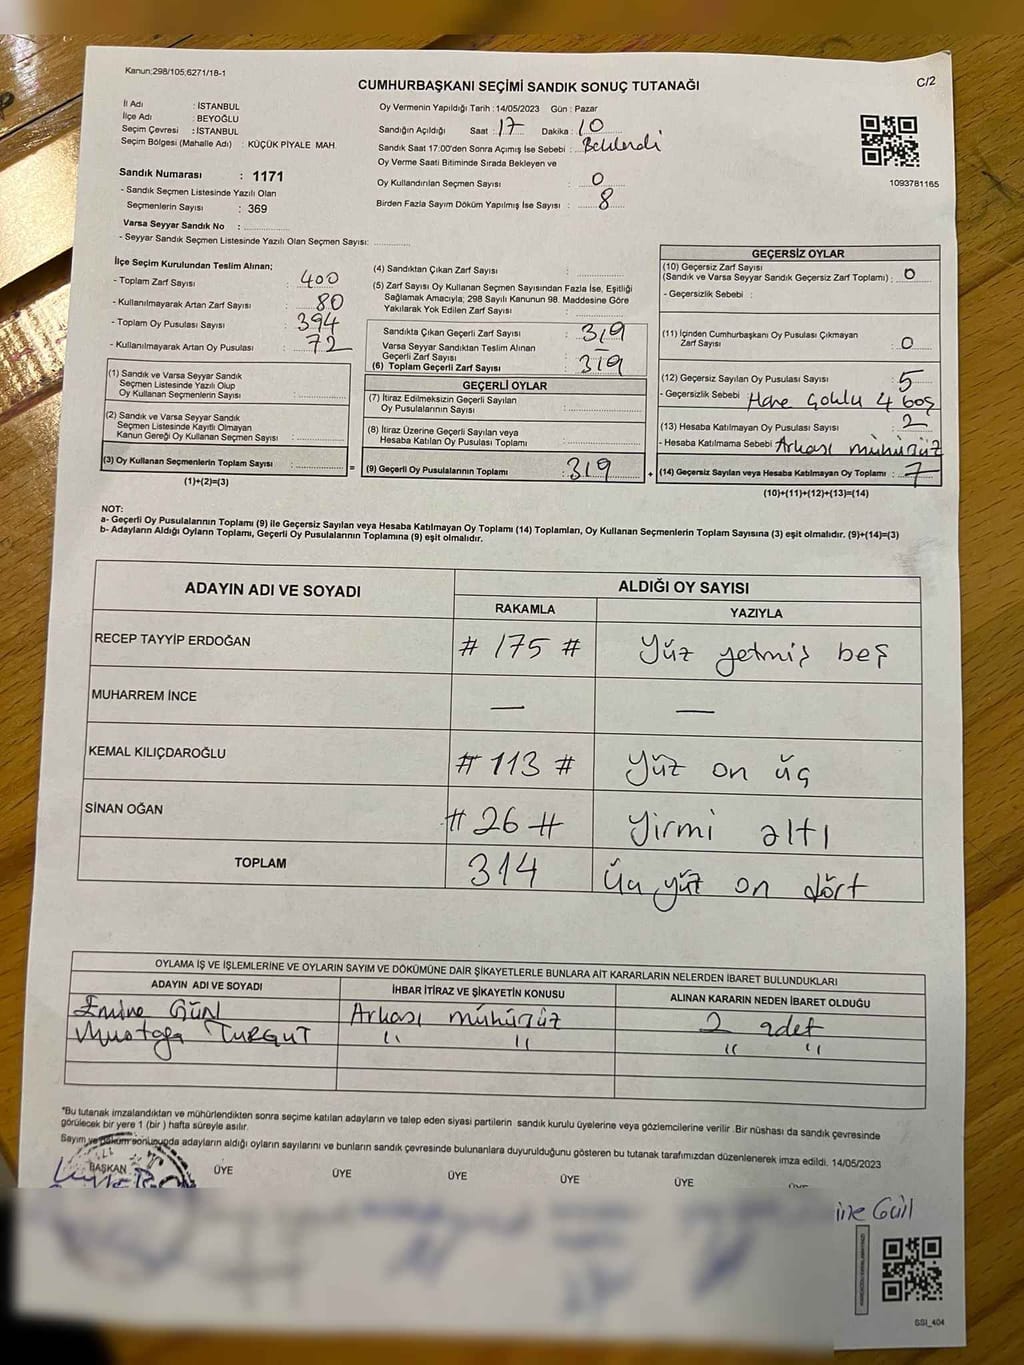 Kanun:298/105,6271/18-1
C/2
CUMHURBAŞKANI SEÇİMİ SANDIK SONUÇ TUTANAĞI
İl Adı : İSTANBUL
İlçe Adı : BEYOĞLU
Seçim Çevresi : İSTANBUL
Seçim Bölgesi (Mahalle Adı) : KÜÇÜK PİYALE MAH.
Oy Vermenin Yapıldığı Tarih : 14/05/2023 Gün : Pazar
Sandığın Açıldığı Saat : 17 Dakika : 10
Sandık Saat 17:00'den Sonra Açımış İse Sebebi : Beklendi
Oy Verme Saati Bitiminde Sırada Bekleyen ve
Oy Kullandırılan Seçmen Sayısı : 0
Birden Fazla Sayım Döküm Yapılmış İse Sayısı : 8
1093781165
Sandık Numarası : 1171
- Sandık Seçmen Listesinde Yazılı Olan
Seçmenlerin Sayısı : 369
Varsa Seyyar Sandık No :
- Seyyar Sandık Seçmen Listesinde Yazılı Olan Seçmen Sayısı:
İlçe Seçim Kurulundan Teslim Alınan;
- Toplam Zarf Sayısı : 400
- Kullanılmayarak Artan Zarf Sayısı : 80
- Toplam Oy Pusulası Sayısı : 394
- Kullanılmayarak Artan Oy Pusulası : 72
(1) Sandık ve Varsa Seyyar Sandık
Seçmen Listesinde Yazılı Olup
Oy Kullanan Seçmenlerin Sayısı :
(2) Sandık ve Varsa Seyyar Sandık
Seçmen Listesinde Kayıtlı Olmayan
Kanun Gereği Oy Kullanan Seçmen Sayısı :
(3) Oy Kullanan Seçmenlerin Toplam Sayısı :
(1)+(2)=(3)
=
(4) Sandıktan Çıkan Zarf Sayısı :
(5) Zarf Sayısı Oy Kullanan Seçmen Sayısından Fazla İse, Eşitliği
Sağlamak Amacıyla; 298 Sayılı Kanunun 98. Maddesine Göre
Yakılarak Yok Edilen Zarf Sayısı :
Sandıkta Çıkan Geçerli Zarf Sayısı : 319
Varsa Seyyar Sandıktan Teslim Alınan
Geçerli Zarf Sayısı :
(6) Toplam Geçerli Zarf Sayısı : 319
GEÇERLİ OYLAR
(7) İtiraz Edilmeksizin Geçerli Sayılan
Oy Pusulalarının Sayısı :
(8) İtiraz Üzerine Geçerli Sayılan veya
Hesaba Katılan Oy Pusulası Toplamı :
(9) Geçerli Oy Pusulalarının Toplamı : 319
+
GEÇERSİZ OYLAR
(10) Geçersiz Zarf Sayısı
(Sandık ve Varsa Seyyar Sandık Geçersiz Zarf Toplamı) : 0
- Geçersizlik Sebebi :
(11) İçinden Cumhurbaşkanı Oy Pusulası Çıkmayan
Zarf Sayısı : 0
(12) Geçersiz Sayılan Oy Pusulası Sayısı : 5
- Geçersizlik Sebebi 4 boş
(13) Hesaba Katılmayan Oy Pusulası Sayısı : 2
- Hesaba Katılmama Sebebi : Arkası mühürsüz
(14) Geçersiz Sayılan veya Hesaba Katılmayan Oy Toplamı : 7
(10)+(11)+(12)+(13)=(14)
NOT:
a- Geçerli Oy Pusulalarının Toplamı (9) ile Geçersiz Sayılan veya Hesaba Katılmayan Oy Toplamı (14) Toplamları, Oy Kullanan Seçmenlerin Toplam Sayısına (3) eşit olmalıdır. (9)+(14)=(3)
b- Adayların Aldığı Oyların Toplamı, Geçerli Oy Pusulalarının Toplamına (9) eşit olmalıdır.
ADAYIN ADI VE SOYADI ALDIĞI OY SAYISI
RAKAMLA YAZIYLA
RECEP TAYYİP ERDOĞAN # 175 # Yüz yetmiş beş
MUHARREM İNCE — —
KEMAL KILIÇDAROĞLU # 113 # Yüz on üç
SİNAN OĞAN # 26 # Yirmi altı
TOPLAM 314 Üç yüz on dört
OYLAMA İŞ VE İŞLEMLERİNE VE OYLARIN SAYIM VE DÖKÜMÜNE DAİR ŞİKAYETLERLE BUNLARA AİT KARARLARIN NELERDEN İBARET BULUNDUKLARI
ADAYIN ADI VE SOYADI İHBAR İTİRAZ VE ŞİKAYETİN KONUSU ALINAN KARARIN NEDEN İBARET OLDUĞU
Emine GÜL Arkası mühürsüz 2 adet
Mustafa TURGUT " " " "
*Bu tutanak imzalandıktan ve mühürlendikten sonra seçime katılan adayların ve talep eden siyasi partilerin sandık kurulu üyelerine veya gözlemcilerine verilir .Bir nüshası da sandık çevresinde
görülecek bir yere 1 (bir ) hafta süreyle asılır.
Sayım ve döküm sonucunda adayların aldığı oyların sayılarını ve bunların sandık çevresinde bulunanlara duyurulduğunu gösteren bu tutanak tarafımızdan düzenlenerek imza edildi. 14/05/2023
BAŞKAN ÜYE ÜYE ÜYE ÜYE ÜYE
ine Gül
SSI_404